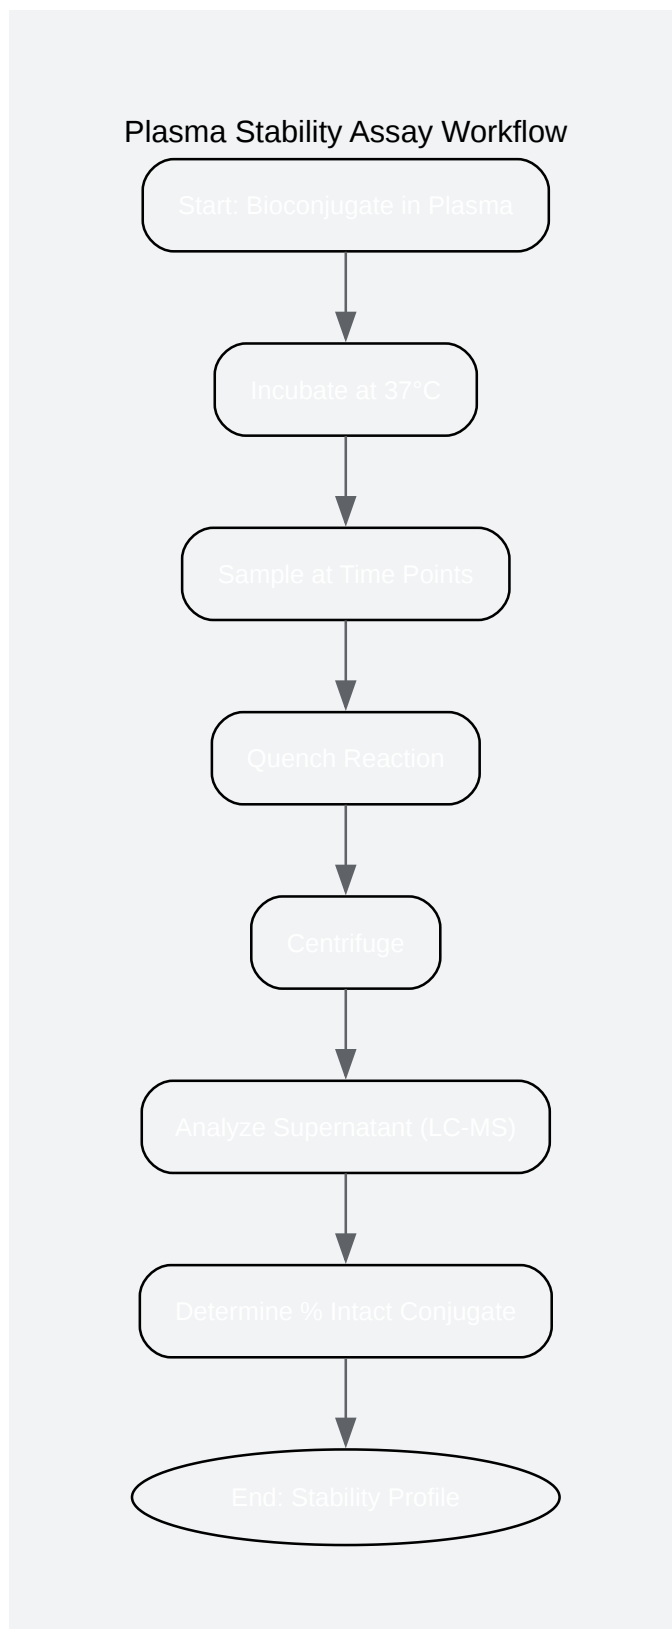 Plasma Stability Assay Workflow
Start: Bioconjugate in Plasma
Incubate at 37°C
Sample at Time Points
Quench Reaction
Centrifuge
Analyze Supernatant (LC-MS)
Determine % Intact Conjugate
End: Stability Profile